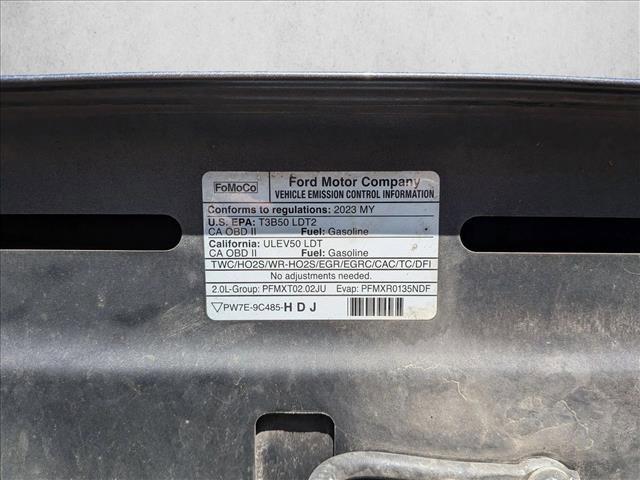 FoMoCo
Ford Motor Company
VEHICLE EMISSION CONTROL INFORMATION
Conforms to regulations: 2023 MY
U.S. EPA: T3B50 LDT2
CA OBD II Fuel: Gasoline
California: ULEV50 LDT
CA OBD II Fuel: Gasoline
TWC/HO2S/WR-HO2S/EGR/EGRC/CAC/TC/DFI
No adjustments needed.
2.0L-Group: PFMXT02.02JU Evap: PFMXR0135NDF
PW7E-9C485-HDJ